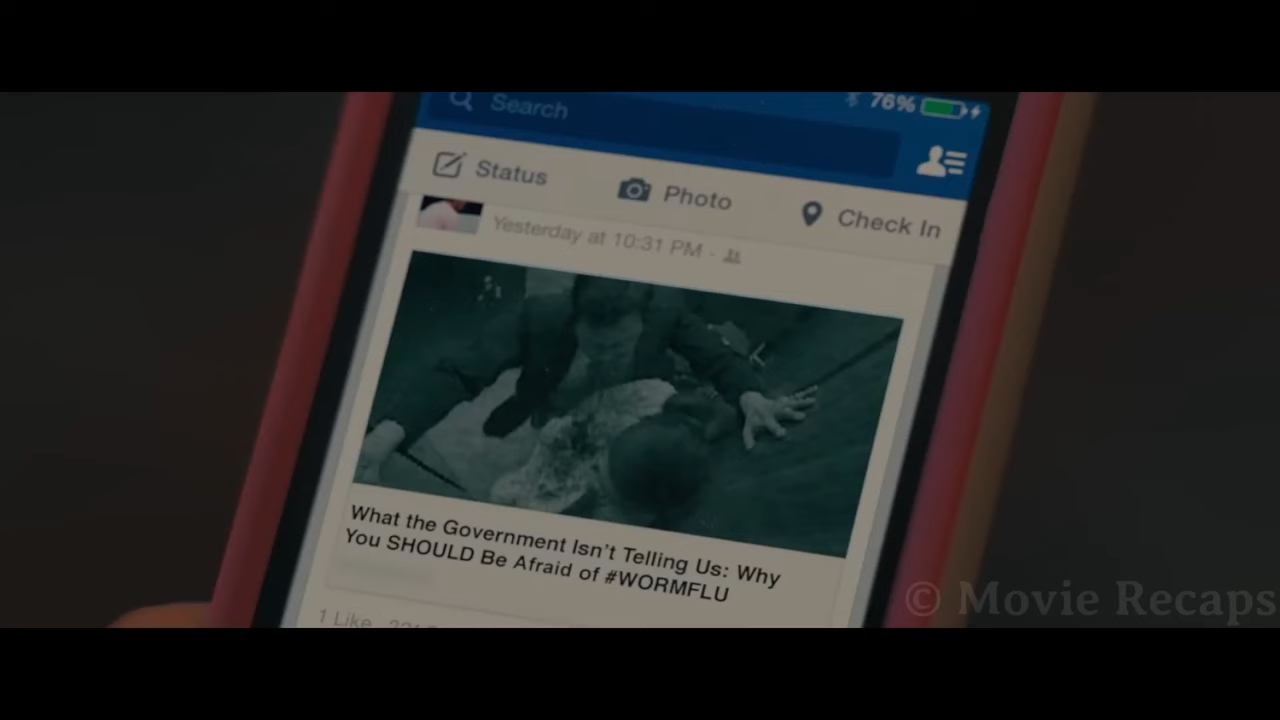 76%
Search
Status Photo Check In
Yesterday at 10:31 PM -
What the Government Isn't Telling Us: Why
You SHOULD Be Afraid of #WORMFLU
1 Like
© Movie Recaps